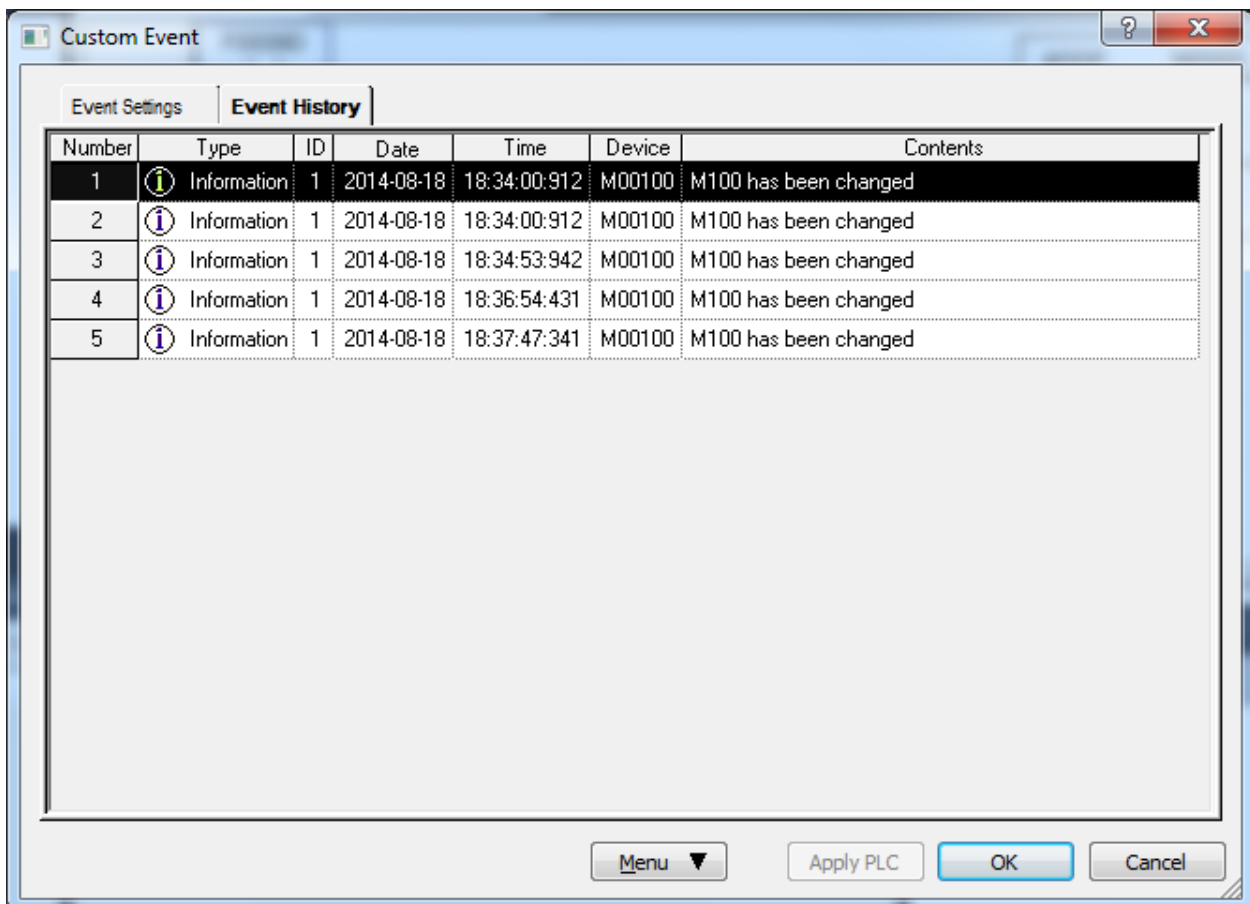 Custom Event
Event Settings Event History
Number Type ID Date Time Device Contents
1 Information 1 2014-08-18 18:34:00:912 M00100 M100 has been changed
2 Information 1 2014-08-18 18:34:00:912 M00100 M100 has been changed
3 Information 1 2014-08-18 18:34:53:942 M00100 M100 has been changed
4 Information 1 2014-08-18 18:36:54:431 M00100 M100 has been changed
5 Information 1 2014-08-18 18:37:47:341 M00100 M100 has been changed
Menu ▼ Apply PLC OK Cancel